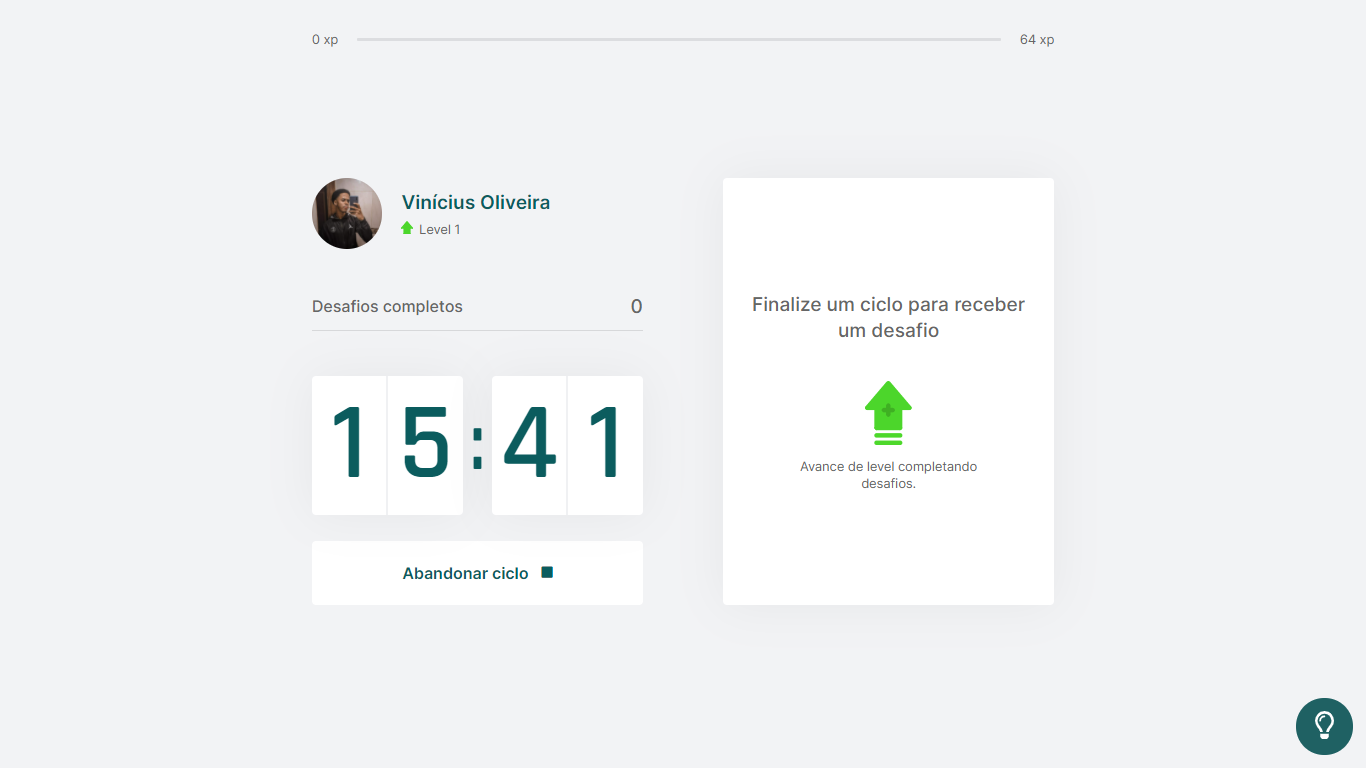 0 xp
64 xp
Vinícius Oliveira
Level 1
Desafios completos
0
15:41
Abandonar ciclo
Finalize um ciclo para receber
um desafio
Avance de level completando
desafios.